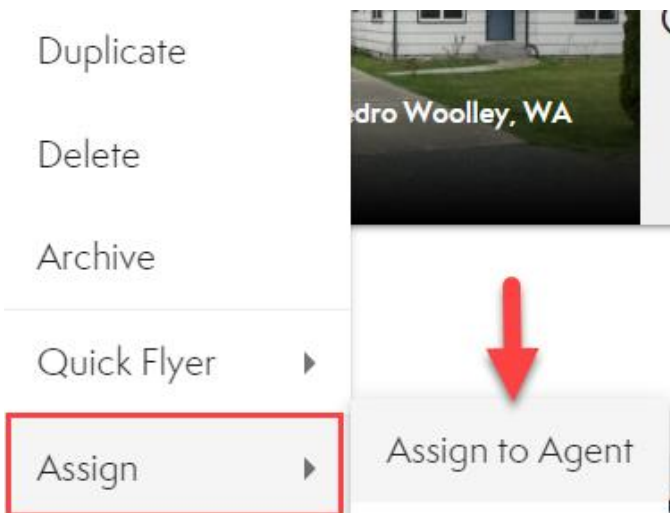 Duplicate
Delete
Archive
Quick Flyer
Assign
Assign to Agent
edro Woolley, WA